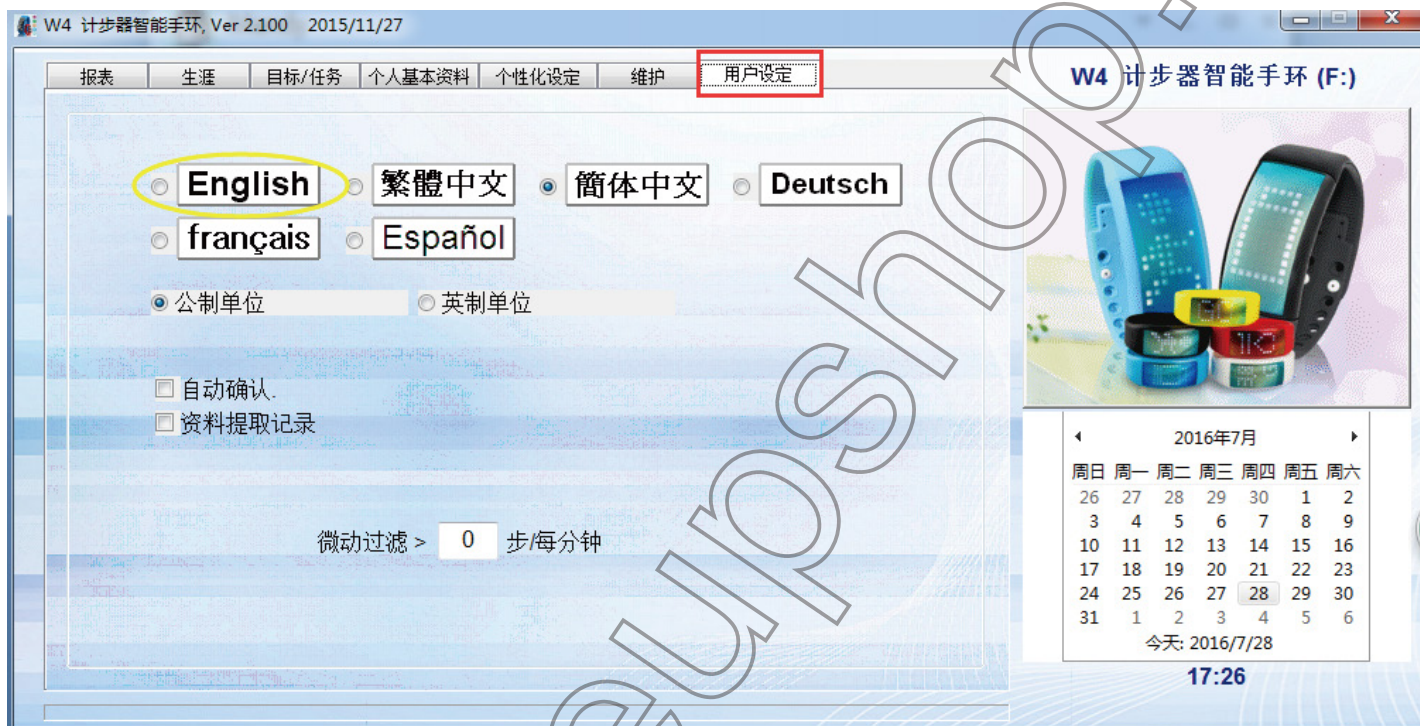 W4 计步器智能手环, Ver 2.100 2015/11/27
报表 生涯 目标/任务 个人基本资料 个性化设定 维护 用户设定
W4 计步器智能手环 (F:)
English 繁體中文 簡体中文 Deutsch
français Español
公制单位 英制单位
自动确认.
资料提取记录
微动过滤 > 0 步/每分钟
2016年7月
周日 周一 周二 周三 周四 周五 周六
26 27 28 29 30 1 2
3 4 5 6 7 8 9
10 11 12 13 14 15 16
17 18 19 20 21 22 23
24 25 26 27 28 29 30
31 1 2 3 4 5 6
今天: 2016/7/28
17:26
eupshop.